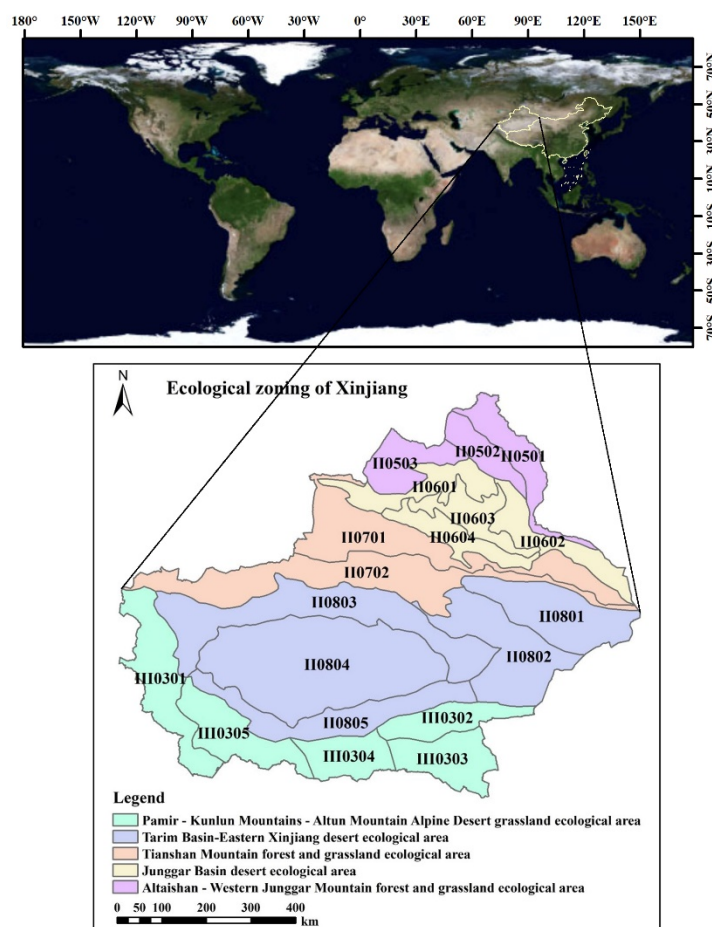 180° 150°W 120°W 90°W 60°W 30°W 0° 30°E 60°E 90°E 120°E 150°E
70°N
50°N
30°N
10°N
10°S
30°S
50°S
70°S
N
Ecological zoning of Xinjiang
II0503
II0502
II0501
II0601
II0603
II0604
II0602
II0701
II0702
II0803
II0801
II0804
II0802
III0301
II0805
III0302
III0305
III0304
III0303
Legend
Pamir - Kunlun Mountains - Altun Mountain Alpine Desert grassland ecological area
Tarim Basin-Eastern Xinjiang desert ecological area
Tianshan Mountain forest and grassland ecological area
Junggar Basin desert ecological area
Altaishan - Western Junggar Mountain forest and grassland ecological area
0 50 100 200 300 400
km